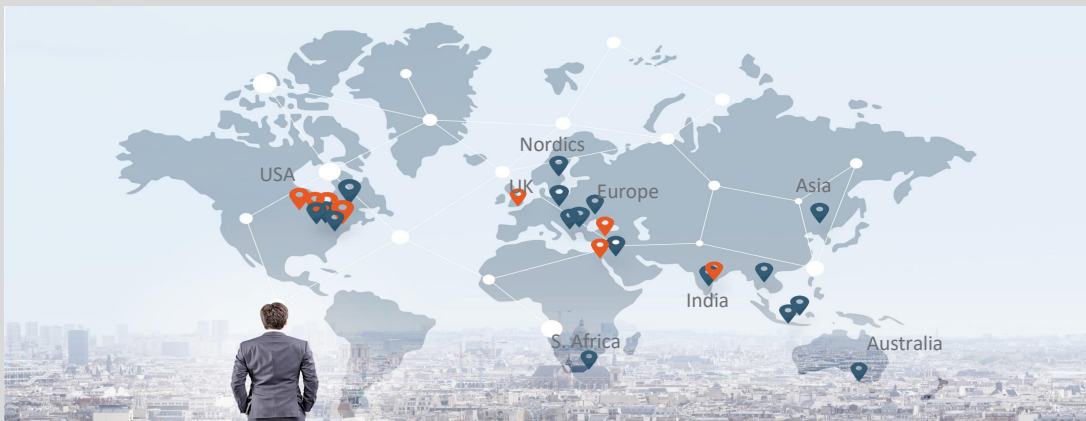 Nordics
USA
UK
Europe
Asia
India
S. Africa
Australia